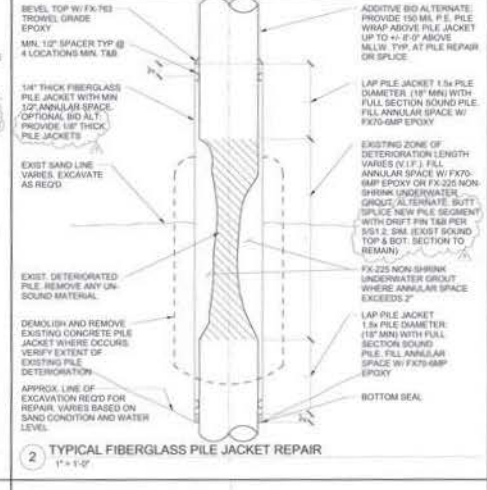 BEVEL TOP W/ FX-763
TROWEL GRADE
EPOXY
MIN. 1/2" SPACER TYP @
4 LOCATIONS MIN. T&B
1/4" THICK FIBERGLASS
PILE JACKET WITH MIN
1/2" ANNULAR SPACE.
OPTIONAL BID ALT:
PROVIDE 1/8" THICK
PILE JACKETS
EXIST SAND LINE
VARIES. EXCAVATE
AS REQ'D
EXIST. DETERIORATED
PILE. REMOVE ANY UN-
SOUND MATERIAL.
DEMOLISH AND REMOVE
EXISTING CONCRETE PILE
JACKET WHERE OCCURS.
VERIFY EXTENT OF
EXISTING PILE
DETERIORATION
APPROX. LINE OF
EXCAVATION REQ'D FOR
REPAIR. VARIES BASED ON
SAND CONDITION AND WATER
LEVEL
ADDITIVE BID ALTERNATE:
PROVIDE 150 MIL P.E. PILE
WRAP ABOVE PILE JACKET
UP TO +/- 8'-0" ABOVE
MLLW. TYP. AT PILE REPAIR
OR SPLICE
LAP PILE JACKET 1.5x PILE
DIAMETER. (18" MIN) WITH
FULL SECTION SOUND PILE.
FILL ANNULAR SPACE W/
FX70-6MP EPOXY
EXISTING ZONE OF
DETERIORATION LENGTH
VARIES (V.I.F.). FILL
ANNULAR SPACE W/ FX70-
6MP EPOXY OR FX-225 NON-
SHRINK UNDERWATER
GROUT. ALTERNATE: BUTT
SPLICE NEW PILE SEGMENT
WITH DRIFT PIN T&B PER
5/S1.2, SIM. (EXIST SOUND
TOP & BOT. SECTION TO
REMAIN)
FX-225 NON-SHRINK
UNDERWATER GROUT
WHERE ANNULAR SPACE
EXCEEDS 2"
LAP PILE JACKET
1.5x PILE DIAMETER.
(18" MIN) WITH FULL
SECTION SOUND
PILE. FILL ANNULAR
SPACE W/ FX70-6MP
EPOXY
BOTTOM SEAL
2 TYPICAL FIBERGLASS PILE JACKET REPAIR
1" = 1'-0"